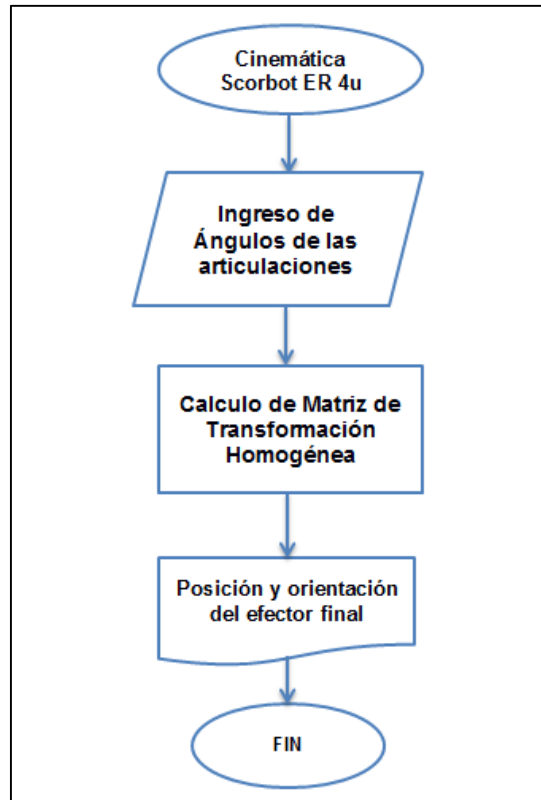 Cinemática
Scorbot ER 4u
Ingreso de
Ángulos de las
articulaciones
Calculo de Matriz de
Transformación
Homogénea
Posición y orientación
del efector final
FIN